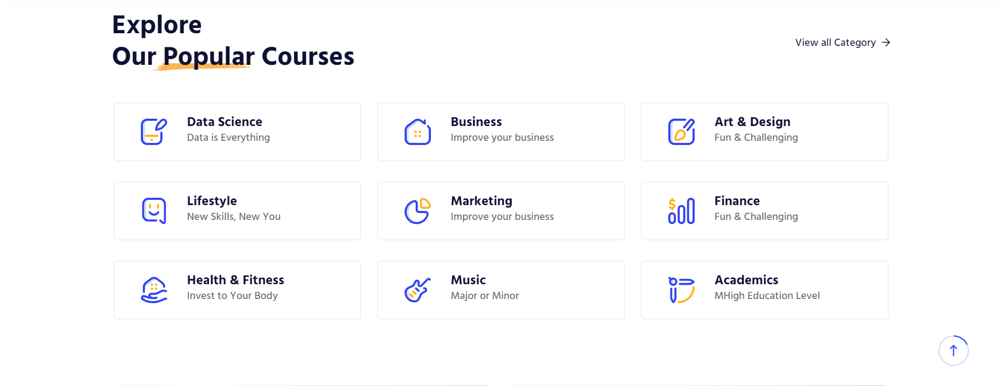 Explore
Our Popular Courses
View all Category
Data Science
Data is Everything
Business
Improve your business
Art & Design
Fun & Challenging
Lifestyle
New Skills, New You
Marketing
Improve your business
Finance
Fun & Challenging
Health & Fitness
Invest to Your Body
Music
Major or Minor
Academics
MHigh Education Level